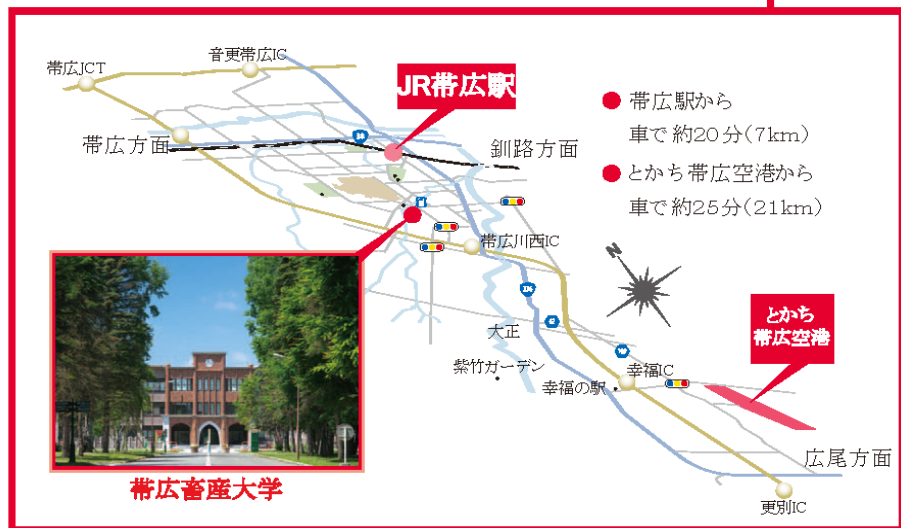 音更帯広IC
帯広JCT
JR帯広駅
帯広駅から
車で約20分(7km)
帯広方面
釧路方面
とかち帯広空港から
車で約25分(21km)
帯広川西IC
N
とかち
帯広空港
大正
紫竹ガーデン
幸福IC
幸福の駅
広尾方面
帯広畜産大学
更別IC